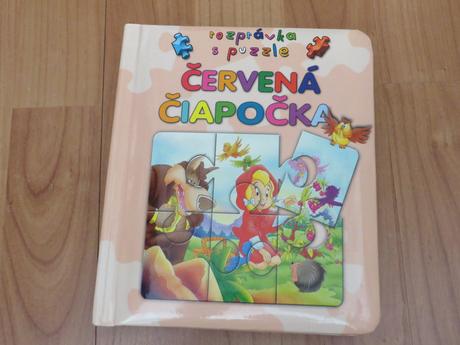 rozprávka
s puzzle
ČERVENÁ
ČIAPOČKA